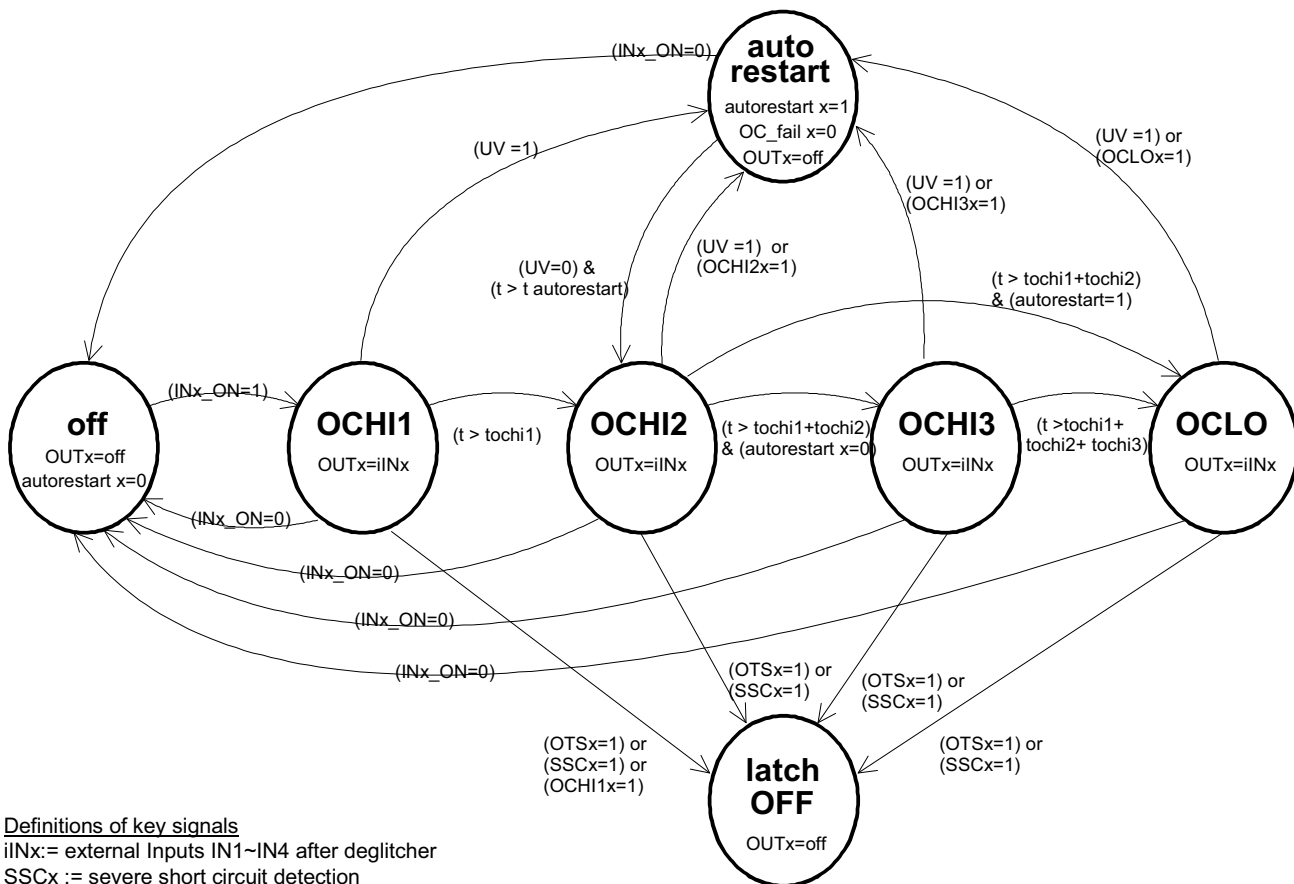 auto
restart
autorestart x=1
OC_fail x=0
OUTx=off
(INx_ON=0)
(UV =1)
(UV =1) or
(OCLOx=1)
(UV =1) or
(OCHI3x=1)
(UV =1) or
(OCHI2x=1)
(UV=0) &
(t > t autorestart)
(t > tochi1+tochi2)
& (autorestart=1)
off
OUTx=off
autorestart x=0
(INx_ON=1)
OCHI1
OUTx=iINx
(t > tochi1)
OCHI2
OUTx=iINx
(t > tochi1+tochi2)
& (autorestart x=0)
OCHI3
OUTx=iINx
(t >tochi1+
tochi2+ tochi3)
OCLO
OUTx=iINx
(INx_ON=0)
(INx_ON=0)
(INx_ON=0)
(INx_ON=0)
(OTSx=1) or
(SSCx=1) or
(OCHI1x=1)
(OTSx=1) or
(SSCx=1)
(OTSx=1) or
(SSCx=1)
(OTSx=1) or
(SSCx=1)
latch
OFF
OUTx=off
Definitions of key signals
iINx:= external Inputs IN1~IN4 after deglitcher
SSCx := severe short circuit detection